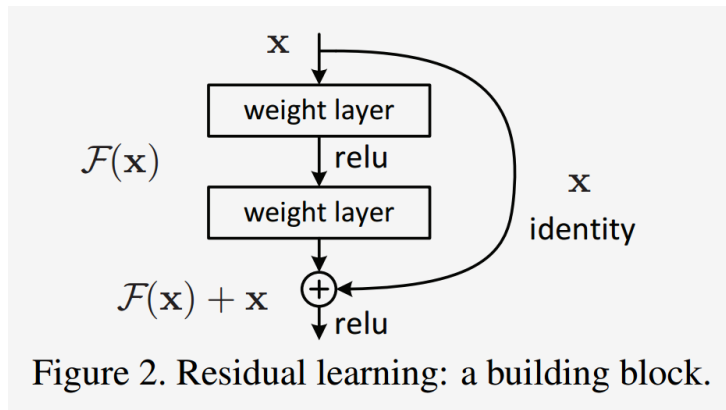 x
weight layer
relu
F(x)
weight layer
x
identity
F(x) + x
+
relu
Figure 2. Residual learning: a building block.